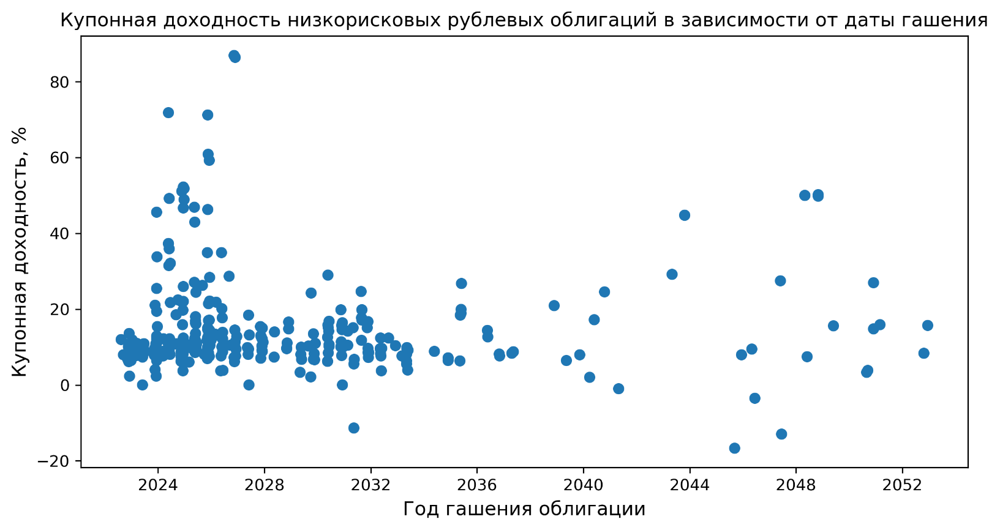 Купонная доходность низкорисковых рублевых облигаций в зависимости от даты гашения
Купонная доходность, %
80
60
40
20
0
−20
2024 2028 2032 2036 2040 2044 2048 2052
Год гашения облигации